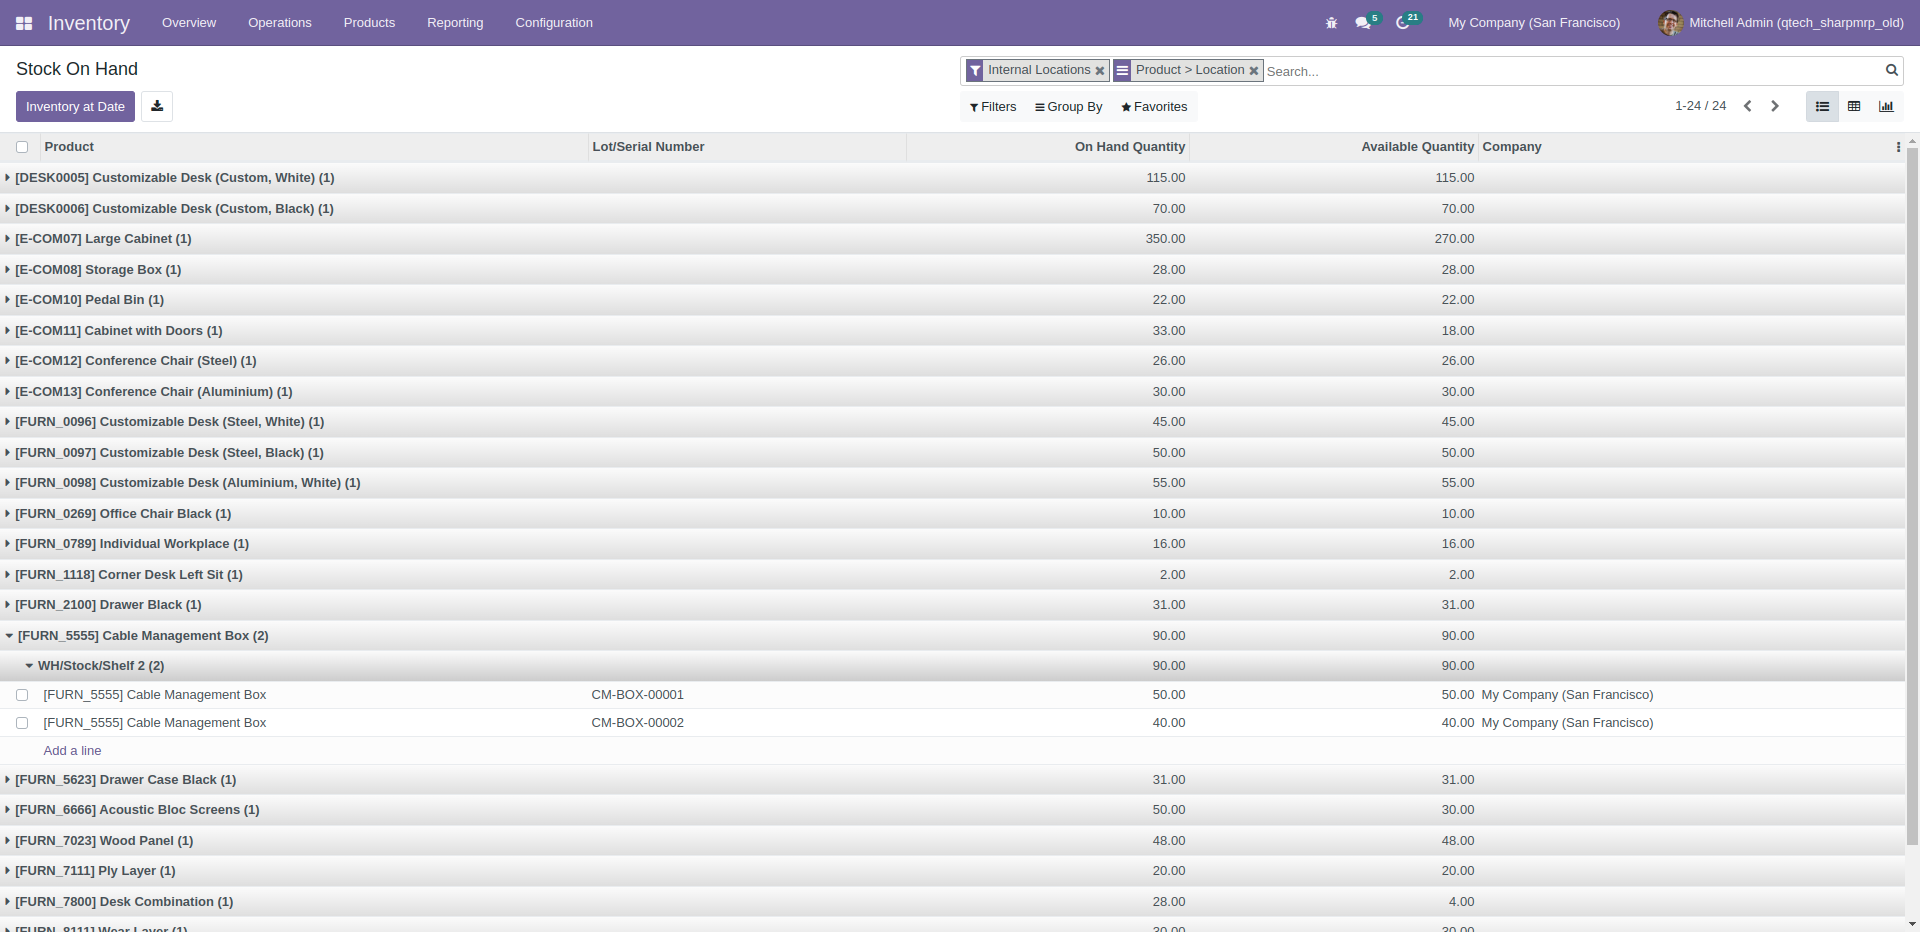 Inventory Overview Operations Products Reporting Configuration 5 21 My Company (San Francisco) Mitchell Admin (qtech_sharpmrp_old)
Stock On Hand
Internal Locations Product > Location Search...
Inventory at Date Filters Group By Favorites 1-24 / 24
Product Lot/Serial Number On Hand Quantity Available Quantity Company
[DESK0005] Customizable Desk (Custom, White) (1) 115.00 115.00
[DESK0006] Customizable Desk (Custom, Black) (1) 70.00 70.00
[E-COM07] Large Cabinet (1) 350.00 270.00
[E-COM08] Storage Box (1) 28.00 28.00
[E-COM10] Pedal Bin (1) 22.00 22.00
[E-COM11] Cabinet with Doors (1) 33.00 18.00
[E-COM12] Conference Chair (Steel) (1) 26.00 26.00
[E-COM13] Conference Chair (Aluminium) (1) 30.00 30.00
[FURN_0096] Customizable Desk (Steel, White) (1) 45.00 45.00
[FURN_0097] Customizable Desk (Steel, Black) (1) 50.00 50.00
[FURN_0098] Customizable Desk (Aluminium, White) (1) 55.00 55.00
[FURN_0269] Office Chair Black (1) 10.00 10.00
[FURN_0789] Individual Workplace (1) 16.00 16.00
[FURN_1118] Corner Desk Left Sit (1) 2.00 2.00
[FURN_2100] Drawer Black (1) 31.00 31.00
[FURN_5555] Cable Management Box (2) 90.00 90.00
WH/Stock/Shelf 2 (2) 90.00 90.00
[FURN_5555] Cable Management Box CM-BOX-00001 50.00 50.00 My Company (San Francisco)
[FURN_5555] Cable Management Box CM-BOX-00002 40.00 40.00 My Company (San Francisco)
Add a line
[FURN_5623] Drawer Case Black (1) 31.00 31.00
[FURN_6666] Acoustic Bloc Screens (1) 50.00 30.00
[FURN_7023] Wood Panel (1) 48.00 48.00
[FURN_7111] Ply Layer (1) 20.00 20.00
[FURN_7800] Desk Combination (1) 28.00 4.00
[FURN_8111] Wear Layer (1) 30.00 30.00